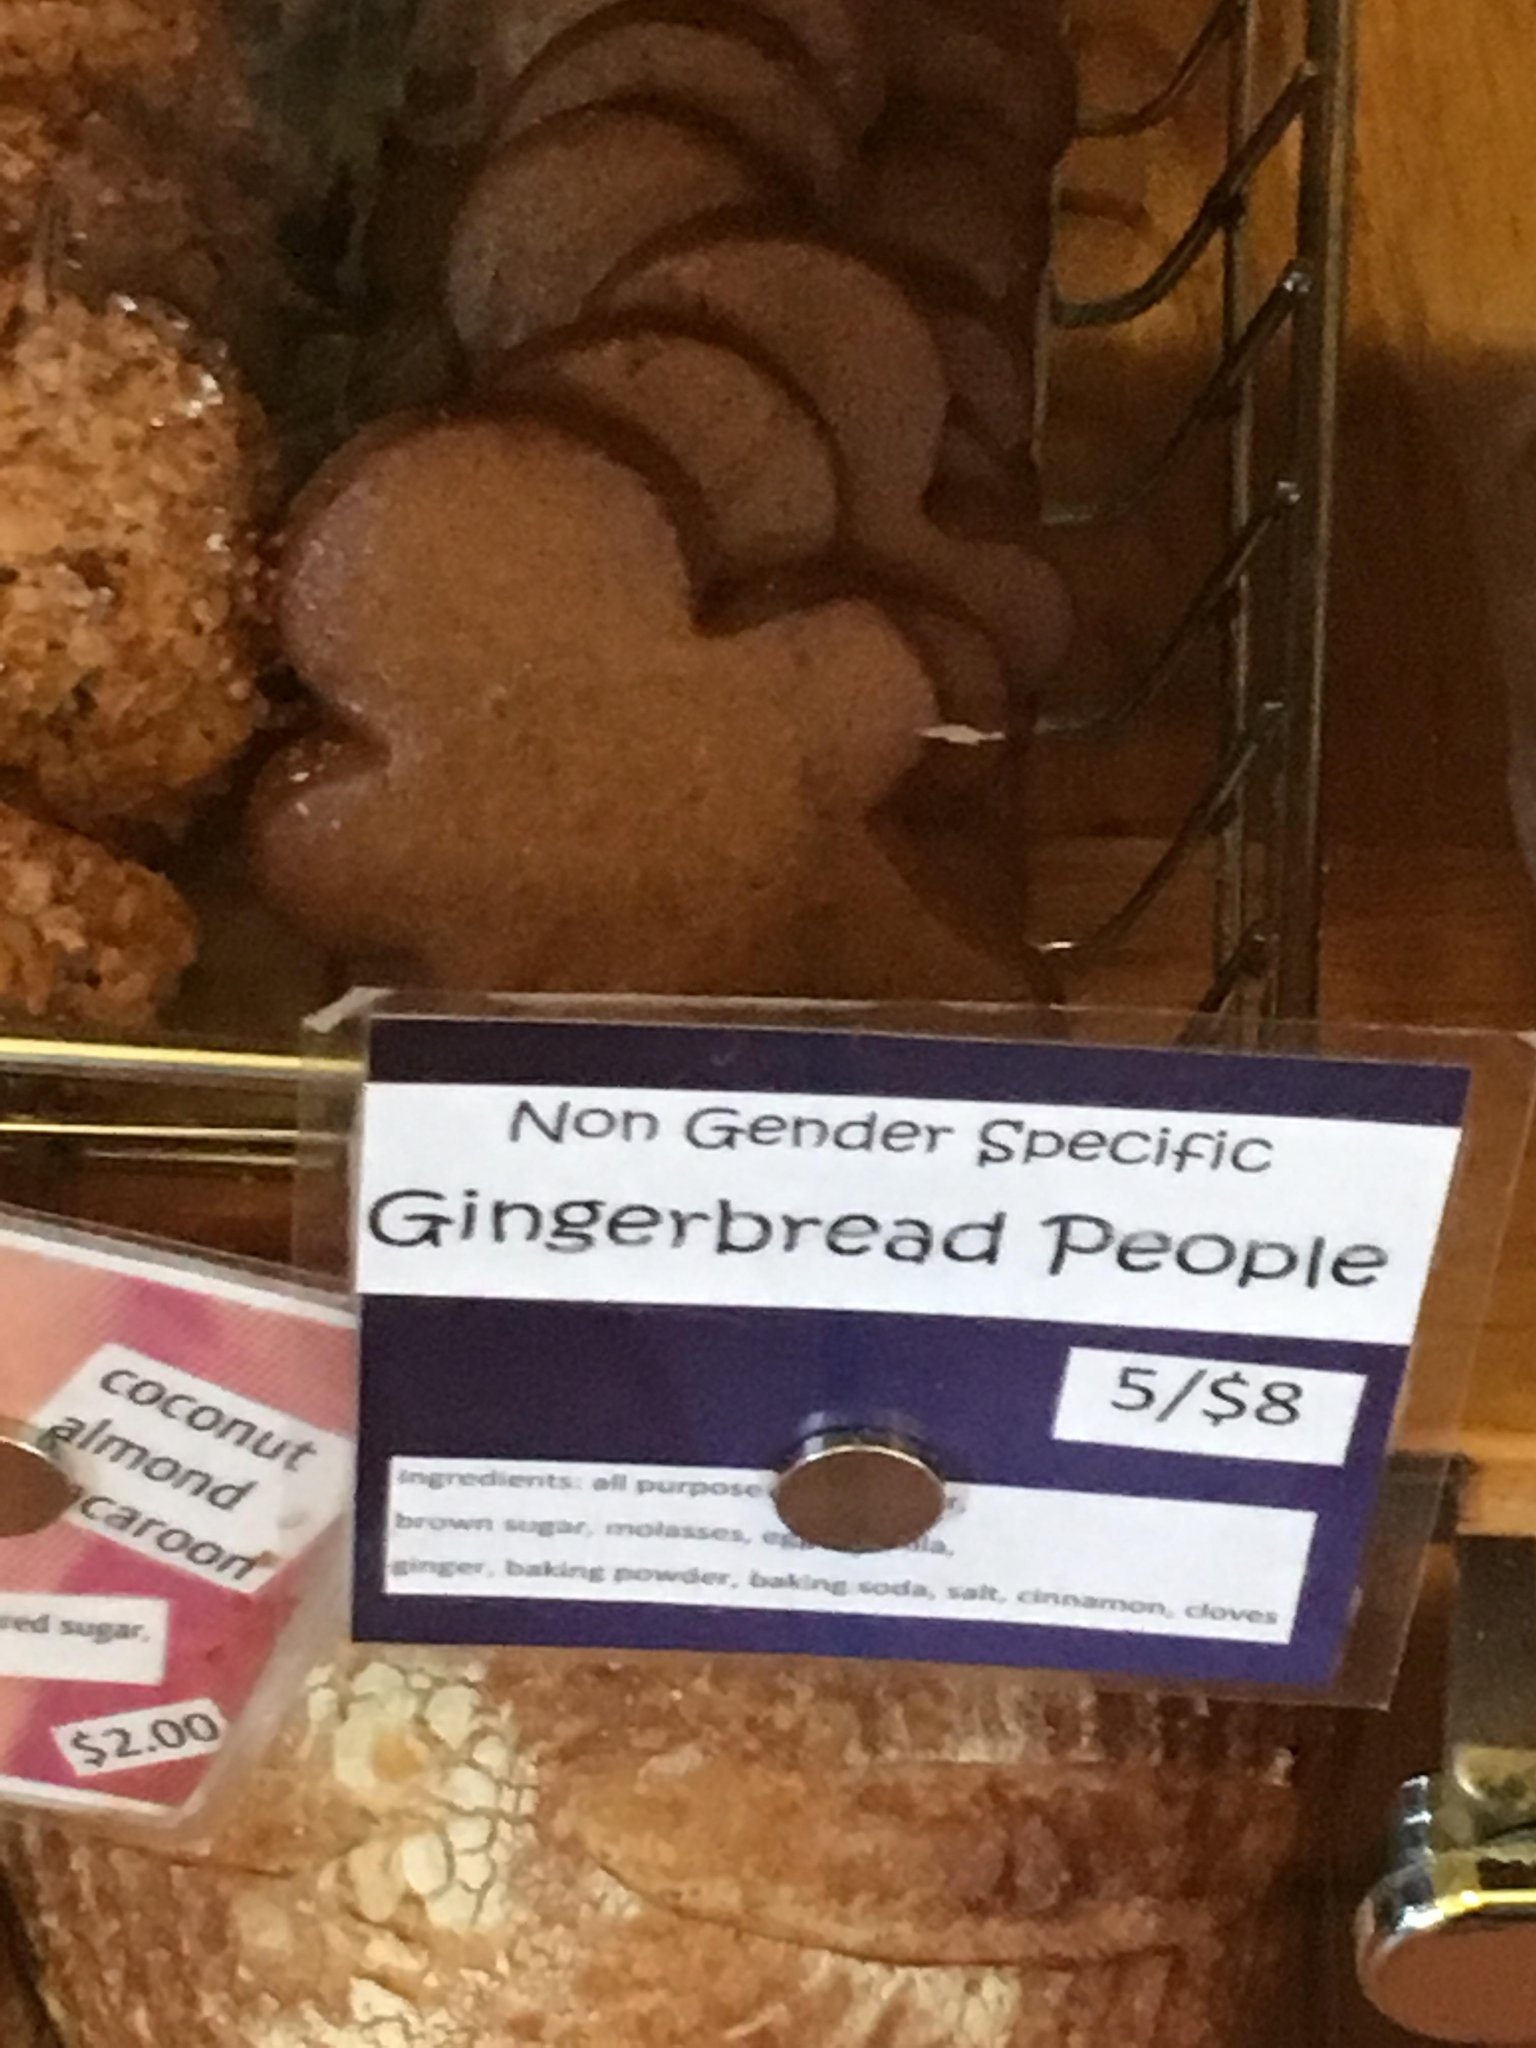 Non Gender Specific
Gingerbread People
5/$8
Ingredients: all purpose
brown sugar, molasses,
ginger, baking powder, baking soda, salt, cinnamon, cloves
coconut
almond
caroon
red sugar,
$2.00